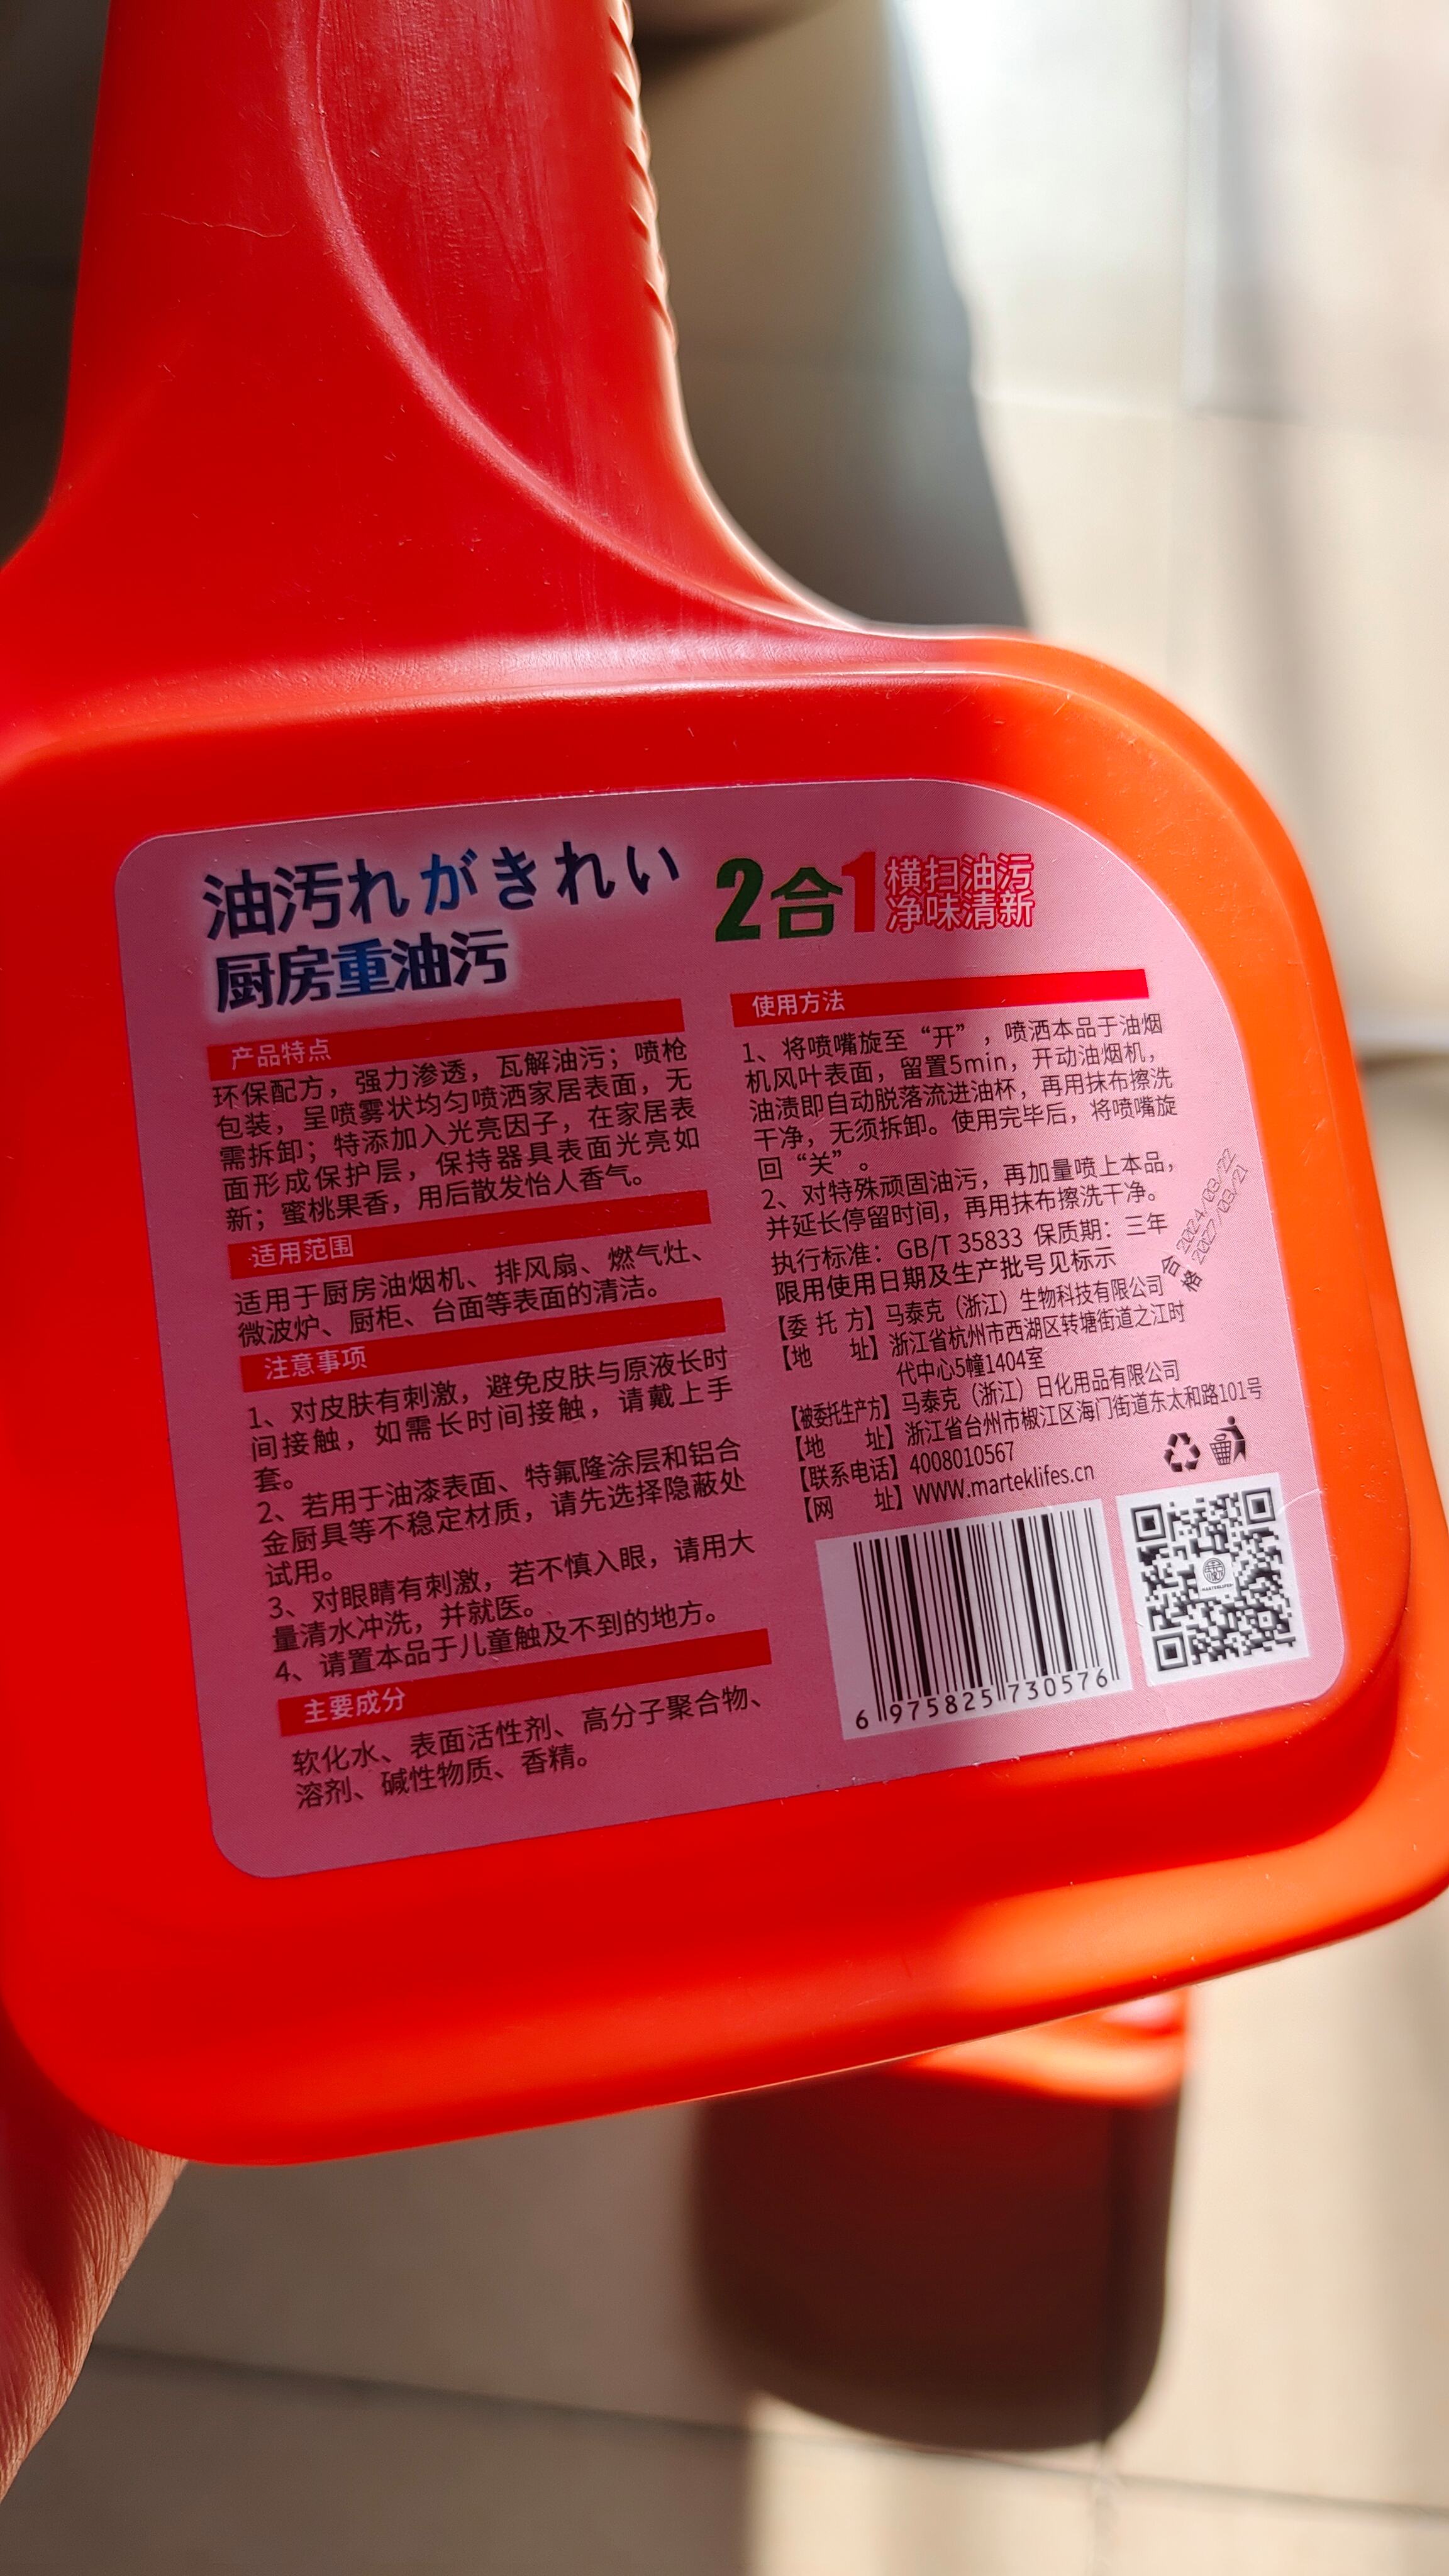 油汚れがきれい
厨房重油污
2合1
横扫油污
净味清新
产品特点
环保配方，强力渗透，瓦解油污；喷枪
包装，呈喷雾状均匀喷洒家居表面，无
需拆卸；特添加入光亮因子，在家居表
面形成保护层，保持器具表面光亮如
新；蜜桃果香，用后散发怡人香气。
适用范围
适用于厨房油烟机、排风扇、燃气灶、
微波炉、厨柜、台面等表面的清洁。
注意事项
1、对皮肤有刺激，避免皮肤与原液长时
间接触，如需长时间接触，请戴上手
套。
2、若用于油漆表面、特氟隆涂层和铝合
金厨具等不稳定材质，请先选择隐蔽处
试用。
3、对眼睛有刺激，若不慎入眼，请用大
量清水冲洗，并就医。
4、请置本品于儿童触及不到的地方。
主要成分
软化水、表面活性剂、高分子聚合物、
溶剂、碱性物质、香精。
使用方法
1、将喷嘴旋至“开”，喷洒本品于油烟
机风叶表面，留置5min，开动油烟机，
油渍即自动脱落流进油杯，再用抹布擦洗
干净，无须拆卸。使用完毕后，将喷嘴旋
回“关”。
2、对特殊顽固油污，再加量喷上本品，
并延长停留时间，再用抹布擦洗干净。
执行标准：GB/T 35833 保质期：三年
限用使用日期及生产批号见标示
【委托方】马泰克（浙江）生物科技有限公司
【地 址】浙江省杭州市西湖区转塘街道之江时
代中心5幢1404室
【被委托生产方】马泰克（浙江）日化用品有限公司
【地 址】浙江省台州市椒江区海门街道东太和路101号
【联系电话】4008010567
【网 址】WWW.marteklifes.cn
2024/08/22
合格 2027/08/21
6 975825 730576
MARTEKLIFES